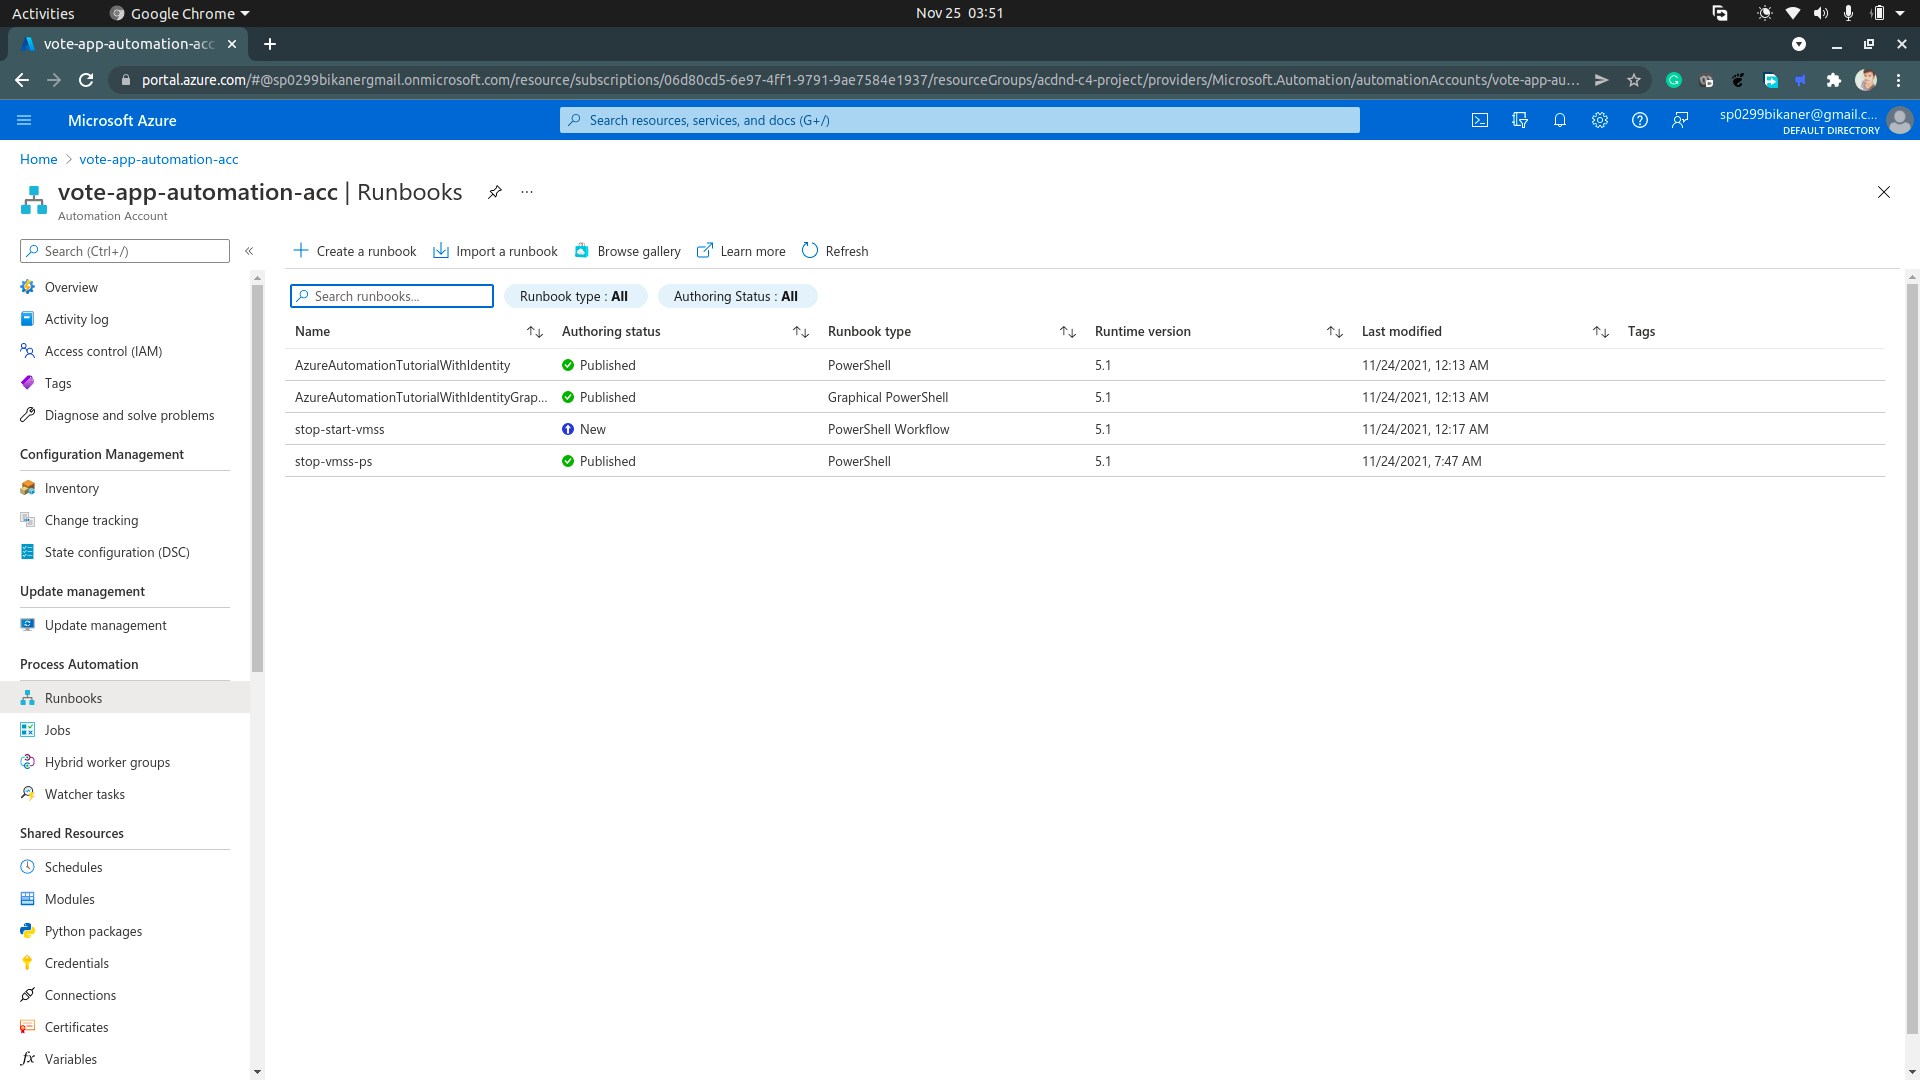 Activities Google Chrome Nov 25 03:51
vote-app-automation-acc
portal.azure.com/#@sp0299bikanergmail.onmicrosoft.com/resource/subscriptions/06d80cd5-6e97-4ff1-9791-9ae7584e1937/resourceGroups/acdnd-c4-project/providers/Microsoft.Automation/automationAccounts/vote-app-au...
Microsoft Azure Search resources, services, and docs (G+/) sp0299bikaner@gmail.c...
DEFAULT DIRECTORY
Home > vote-app-automation-acc
vote-app-automation-acc | Runbooks ...
Automation Account
Search (Ctrl+/) « Create a runbook Import a runbook Browse gallery Learn more Refresh
Overview
Activity log
Access control (IAM)
Tags
Diagnose and solve problems
Configuration Management
Inventory
Change tracking
State configuration (DSC)
Update management
Update management
Process Automation
Runbooks
Jobs
Hybrid worker groups
Watcher tasks
Shared Resources
Schedules
Modules
Python packages
Credentials
Connections
Certificates
fx Variables
Search runbooks... Runbook type : All Authoring Status : All
Name Authoring status Runbook type Runtime version Last modified Tags
AzureAutomationTutorialWithIdentity Published PowerShell 5.1 11/24/2021, 12:13 AM
AzureAutomationTutorialWithIdentityGrap... Published Graphical PowerShell 5.1 11/24/2021, 12:13 AM
stop-start-vmss New PowerShell Workflow 5.1 11/24/2021, 12:17 AM
stop-vmss-ps Published PowerShell 5.1 11/24/2021, 7:47 AM